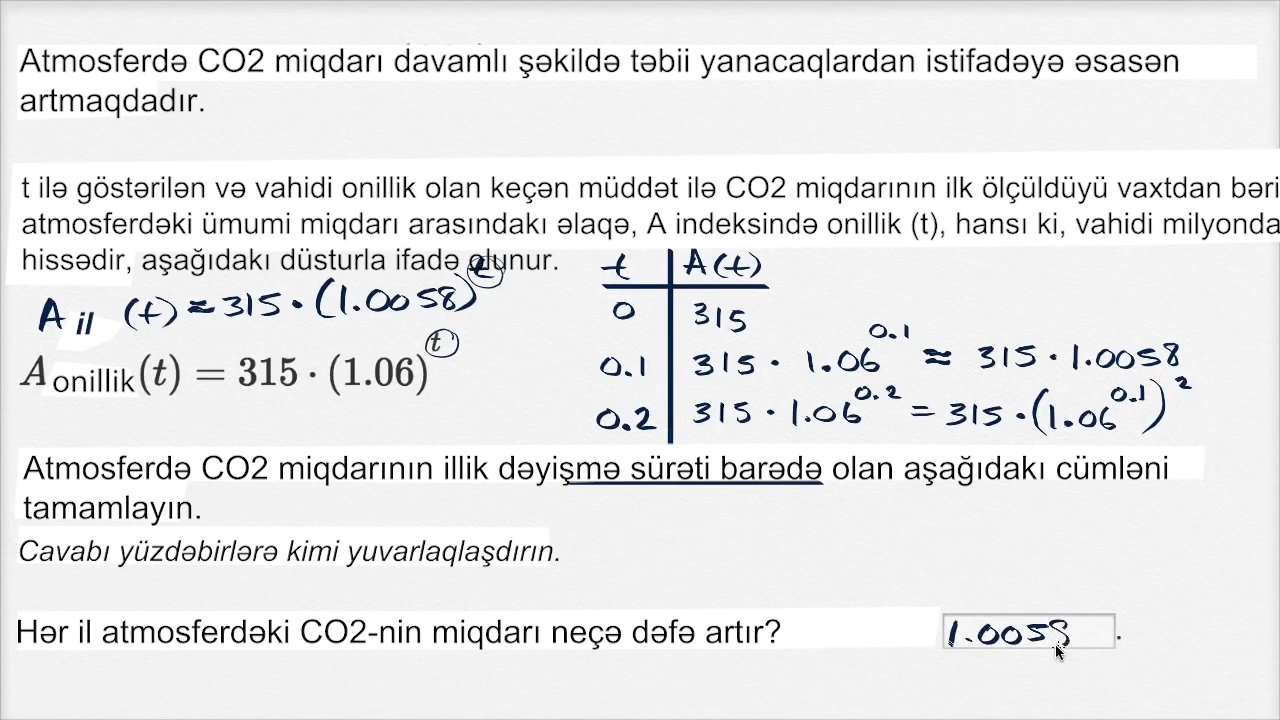 Atmosferdə CO2 miqdarı davamlı şəkildə təbii yanacaqlardan istifadəyə əsasən
artmaqdadır.
t ilə göstərilən və vahidi onillik olan keçən müddət ilə CO2 miqdarının ilk ölçüldüyü vaxtdan bəri
atmosferdəki ümumi miqdarı arasındakı əlaqə, A indeksində onillik (t), hansı ki, vahidi milyonda
hissədir, aşağıdakı düsturla ifadə olunur.
t A(t)
A il (t) ≈ 315 · (1.0058)^t
0 315
0.1 315 · 1.06^0.1 ≈ 315 · 1.0058
A onillik (t) = 315 · (1.06)^t
0.2 315 · 1.06^0.2 = 315 · (1.06^0.1)^2
Atmosferdə CO2 miqdarının illik dəyişmə sürəti barədə olan aşağıdakı cümləni
tamamlayın.
Cavabı yüzdəbirlərə kimi yuvarlaqlaşdırın.
Hər il atmosferdəki CO2-nin miqdarı neçə dəfə artır? 1.0058 .